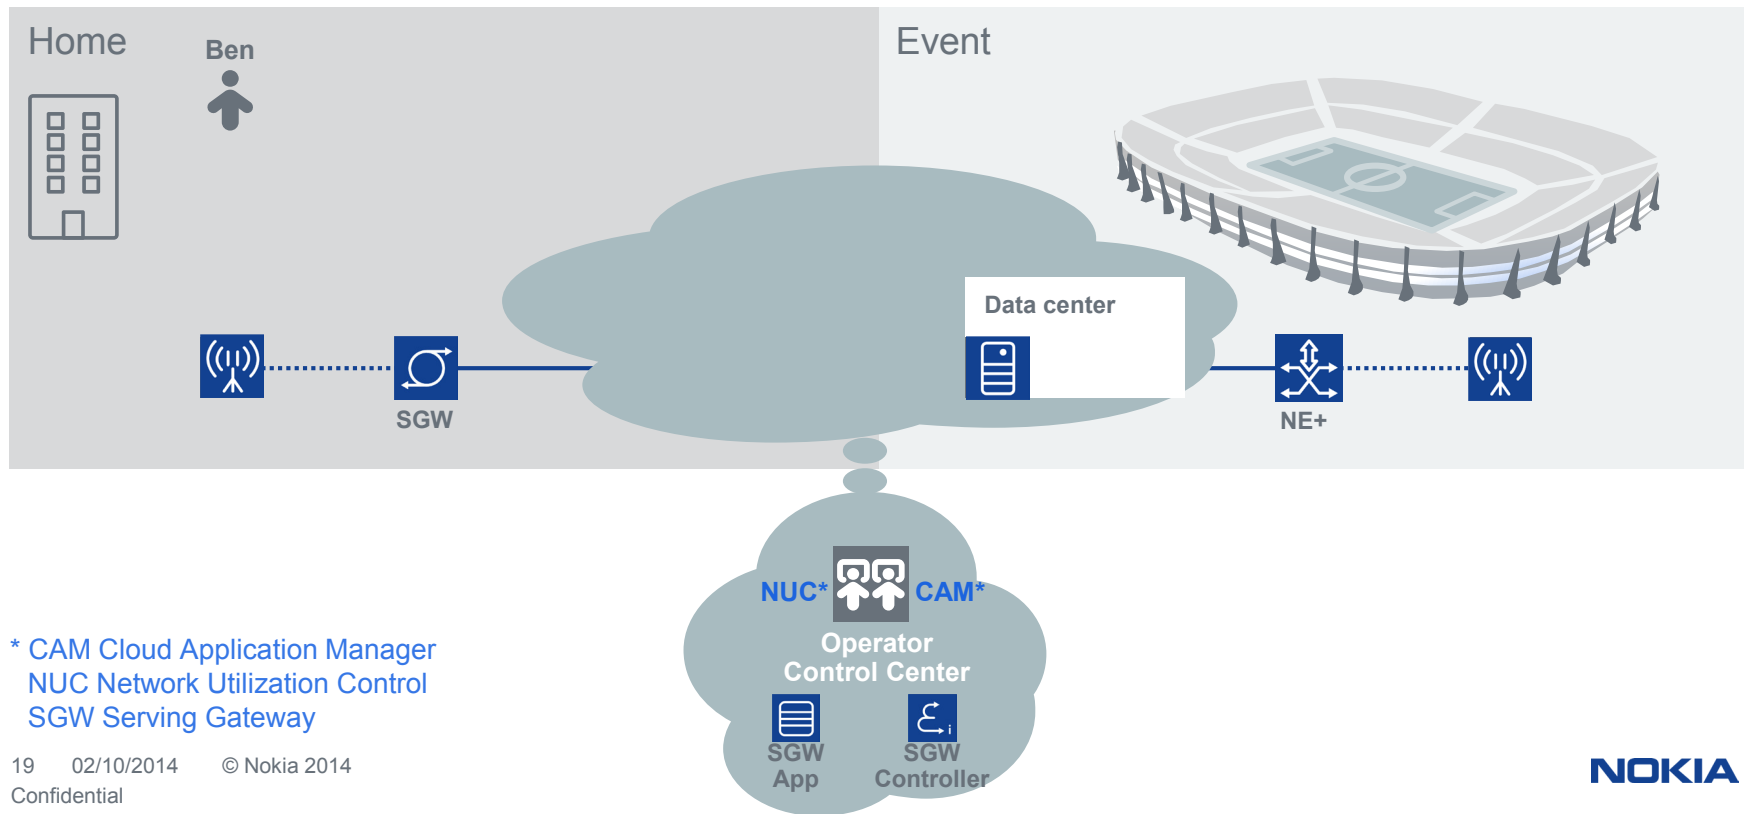 Home
Ben
Event
Data center
SGW
NE+
NUC*
CAM*
Operator
Control Center
SGW
App
SGW
Controller
i
* CAM Cloud Application Manager
NUC Network Utilization Control
SGW Serving Gateway
19 02/10/2014 © Nokia 2014
Confidential
NOKIA